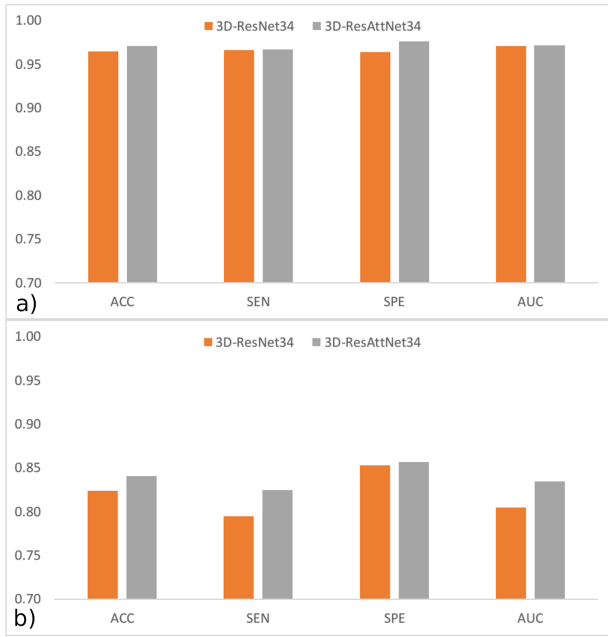 1.00
3D-ResNet34 3D-ResAttNet34
0.95
0.90
0.85
0.80
0.75
0.70
a)
ACC SEN SPE AUC
1.00
3D-ResNet34 3D-ResAttNet34
0.95
0.90
0.85
0.80
0.75
0.70
b)
ACC SEN SPE AUC